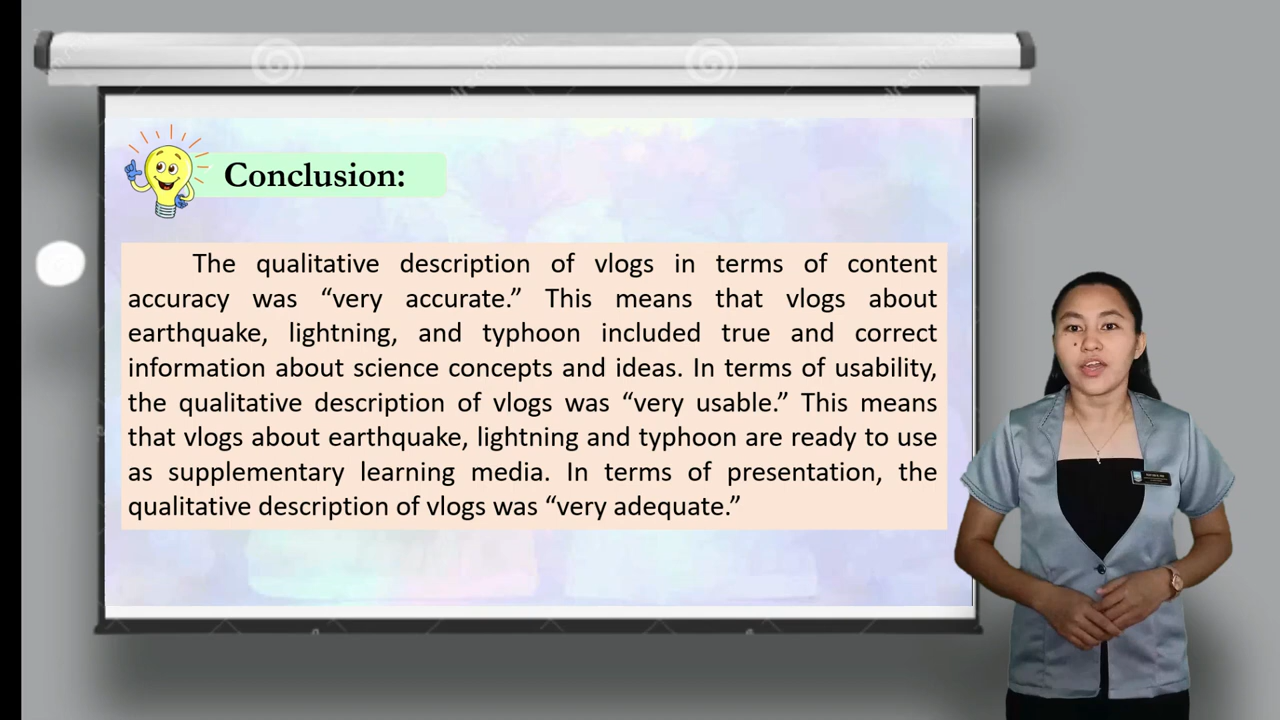 Conclusion:
The qualitative description of vlogs in terms of content
accuracy was “very accurate.” This means that vlogs about
earthquake, lightning, and typhoon included true and correct
information about science concepts and ideas. In terms of usability,
the qualitative description of vlogs was “very usable.” This means
that vlogs about earthquake, lightning and typhoon are ready to use
as supplementary learning media. In terms of presentation, the
qualitative description of vlogs was “very adequate.”